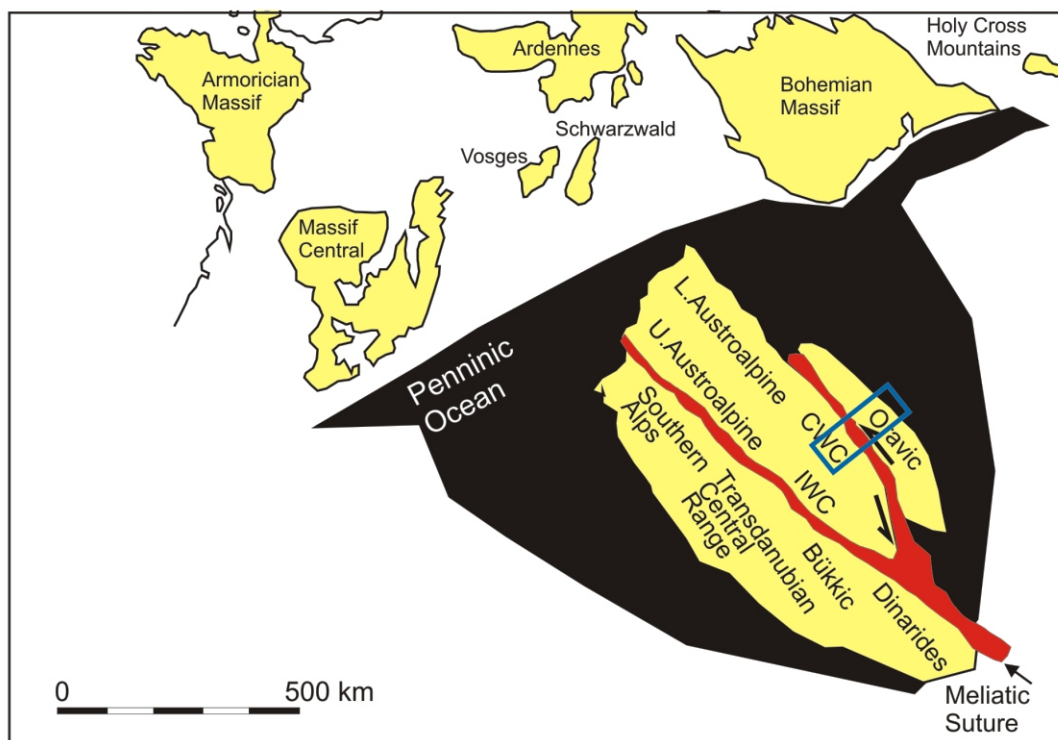 Holy Cross
Mountains
Ardennes
Armorician
Massif
Bohemian
Massif
Schwarzwald
Vosges
Massif
Central
L.Austroalpine
U.Austroalpine
Penninic
Ocean
Southern
Alps
CWC
Oravic
IWC
Transdanubian
Central
Range
Bükkic
Dinarides
0
500 km
Meliatic
Suture